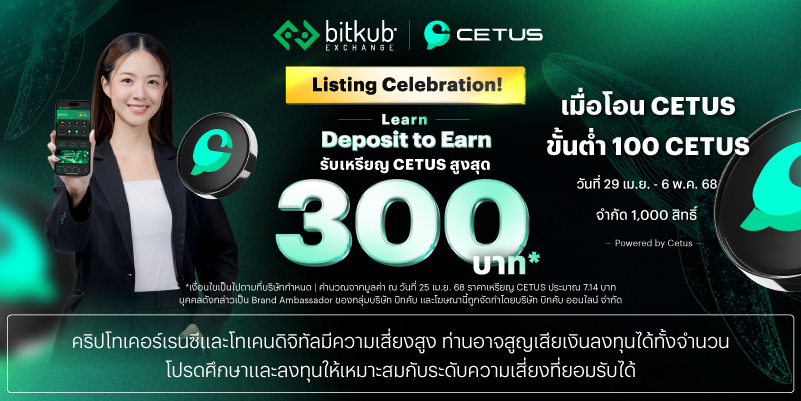 bitkub
EXCHANGE
CETUS
Listing Celebration!
Learn
Deposit to Earn
รับเหรียญ CETUS สูงสุด
300
บาท*
เมื่อโอน CETUS
ขั้นต่ำ 100 CETUS
วันที่ 29 เม.ย. - 6 พ.ค. 68
จำกัด 1,000 สิทธิ์
Powered by Cetus
*เงื่อนไขเป็นไปตามที่บริษัทกำหนด | คำนวณจากมูลค่า ณ วันที่ 25 เม.ย. 68 ราคาเหรียญ CETUS ประมาณ 7.14 บาท
บุคคลดังกล่าวเป็น Brand Ambassador ของกลุ่มบริษัท บิทคับ และโฆษณานี้ถูกจัดทำโดยบริษัท บิทคับ ออนไลน์ จำกัด
คริปโทเคอร์เรนซีและโทเคนดิจิทัลมีความเสี่ยงสูง ท่านอาจสูญเสียเงินลงทุนได้ทั้งจำนวน
โปรดศึกษาและลงทุนให้เหมาะสมกับระดับความเสี่ยงที่ยอมรับได้